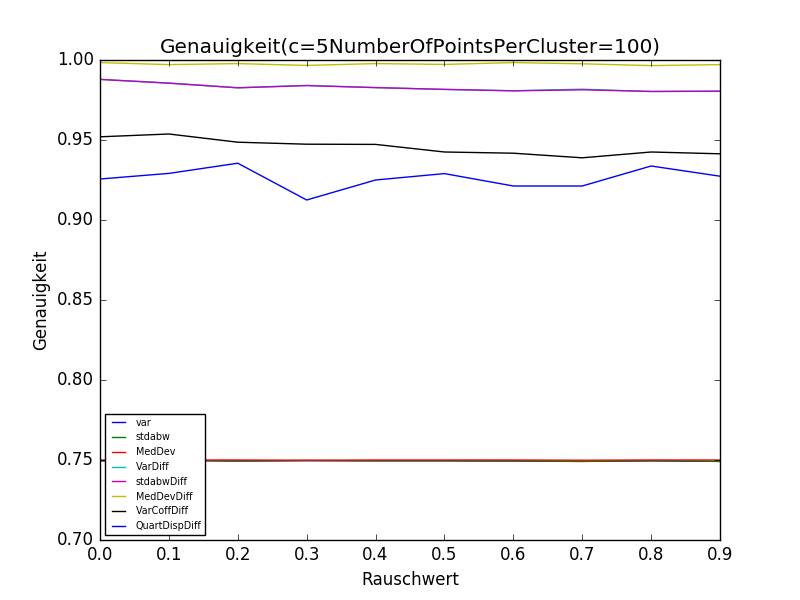 Genauigkeit(c=5NumberOfPointsPerCluster=100)
1.00
0.95
0.90
0.85
0.80
0.75
0.70
Genauigkeit
var
stdabw
MedDev
VarDiff
stdabwDiff
MedDevDiff
VarCoffDiff
QuartDispDiff
0.0 0.1 0.2 0.3 0.4 0.5 0.6 0.7 0.8 0.9
Rauschwert